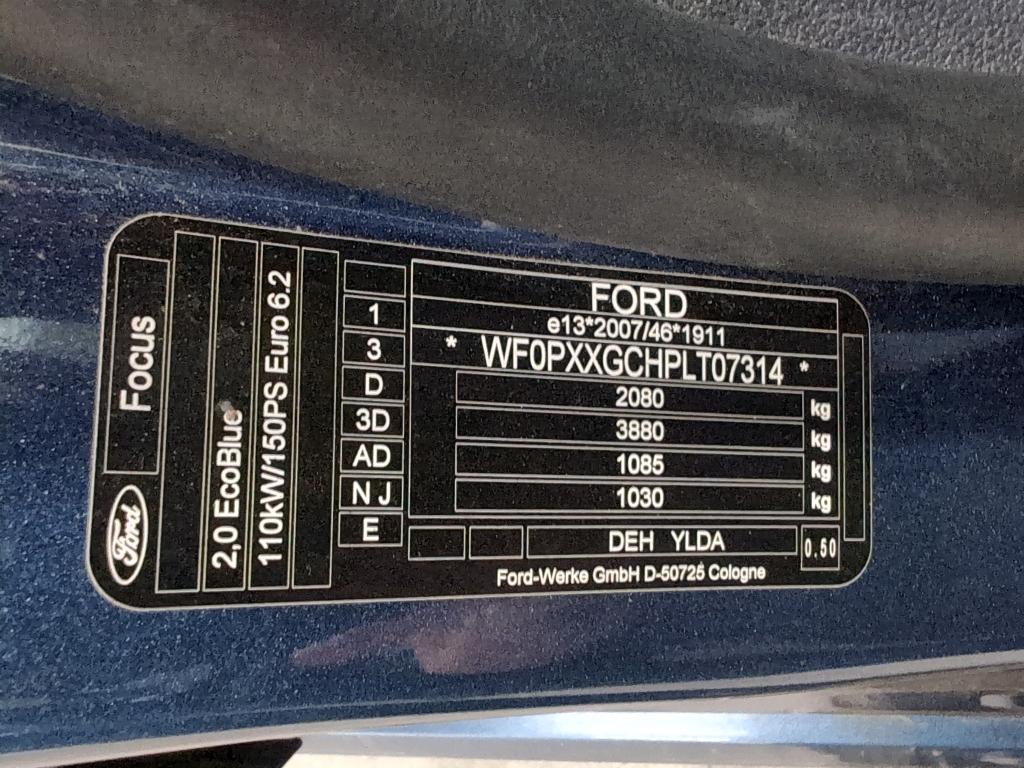 Ford
Focus
2,0 EcoBlue
110kW/150PS Euro 6.2
1
3
D
3D
AD
N J
E
FORD
e13*2007/46*1911
* WF0PXXGCHPLT07314 *
2080 kg
3880 kg
1085 kg
1030 kg
DEH YLDA
0.50
Ford-Werke GmbH D-50725 Cologne